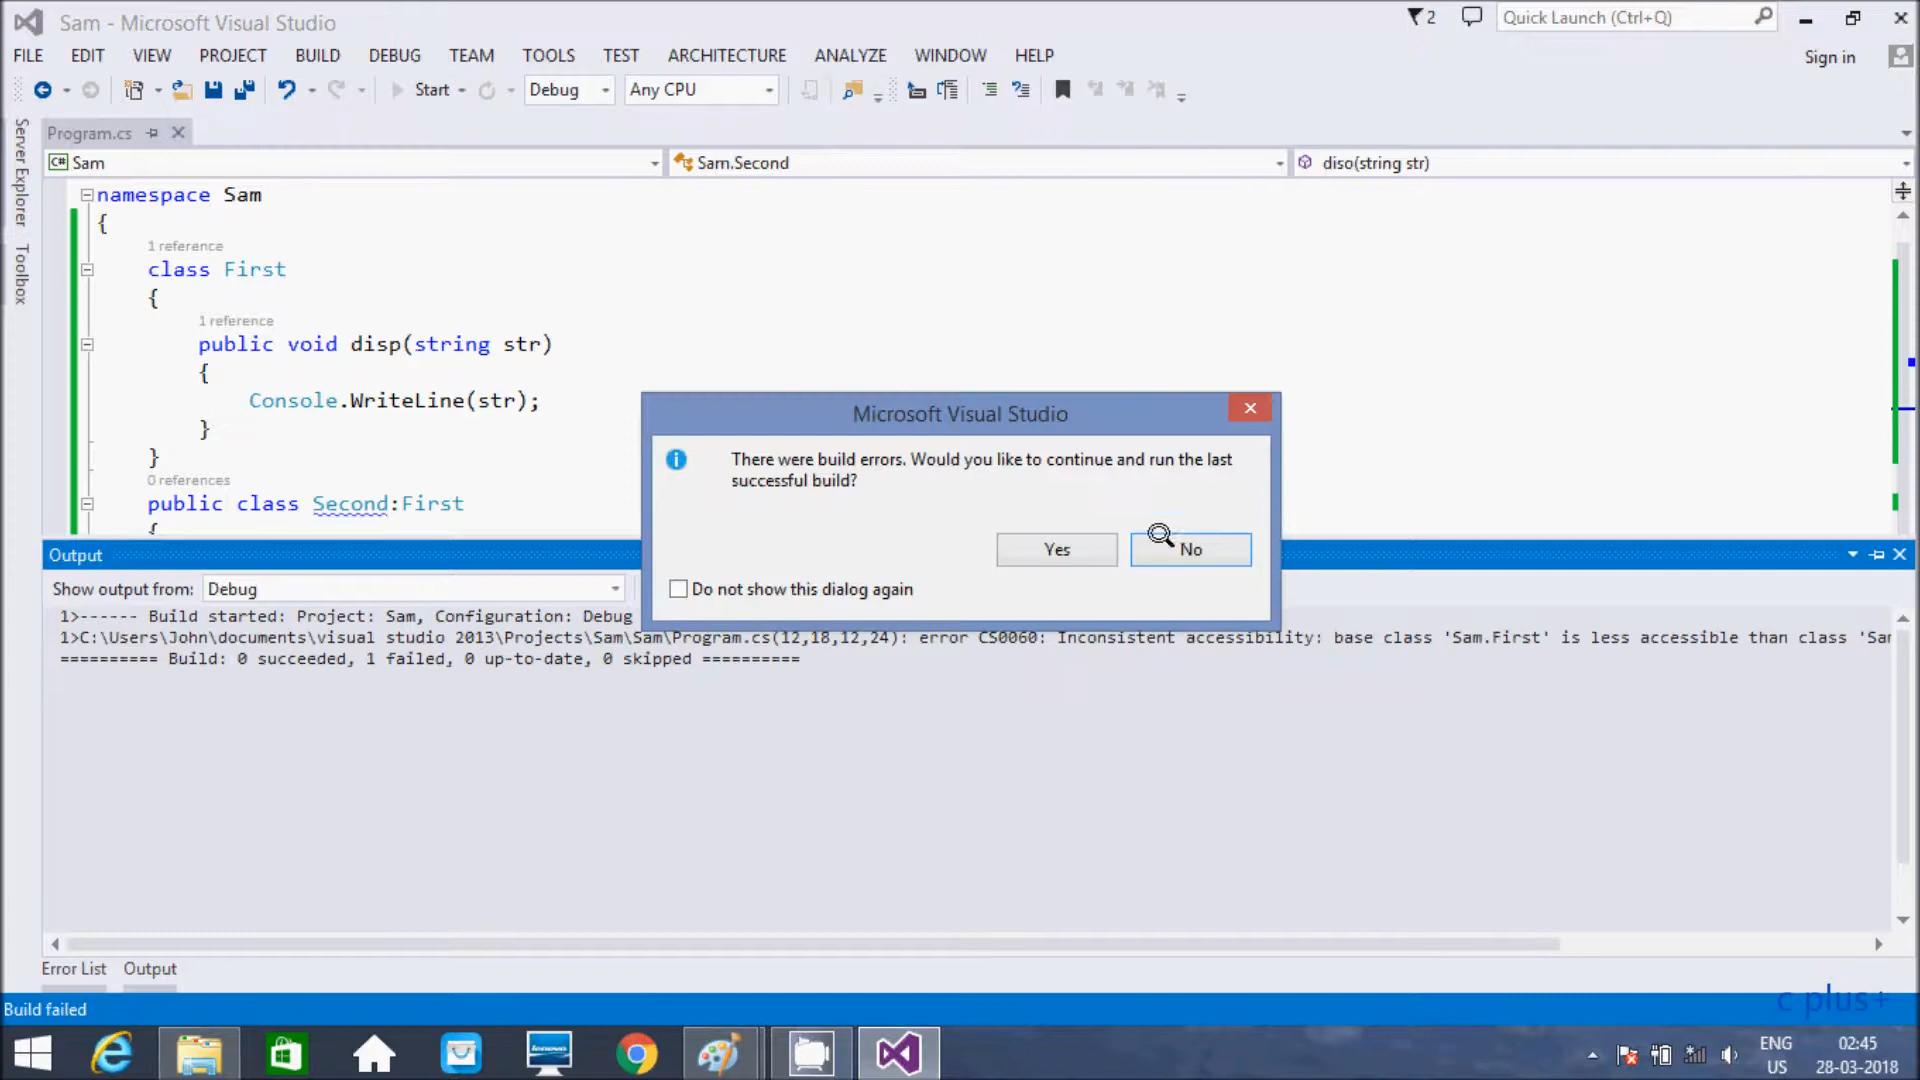 Sam - Microsoft Visual Studio
2
Quick Launch (Ctrl+Q)
FILE EDIT VIEW PROJECT BUILD DEBUG TEAM TOOLS TEST ARCHITECTURE ANALYZE WINDOW HELP
Sign in
Start
Debug
Any CPU
Server Explorer
Toolbox
Program.cs
C# Sam
Sam.Second
diso(string str)
namespace Sam
{
1 reference
class First
{
1 reference
public void disp(string str)
{
Console.WriteLine(str);
}
}
0 references
public class Second:First
{
Microsoft Visual Studio
There were build errors. Would you like to continue and run the last
successful build?
Yes
No
Do not show this dialog again
Output
Show output from: Debug
1>------ Build started: Project: Sam, Configuration: Debug
1>C:\Users\John\documents\visual studio 2013\Projects\Sam\Sam\Program.cs(12,18,12,24): error CS0060: Inconsistent accessibility: base class 'Sam.First' is less accessible than class 'Sam
========== Build: 0 succeeded, 1 failed, 0 up-to-date, 0 skipped ==========
Error List Output
Build failed
c plus+
lenovo
ENG
US
02:45
28-03-2018